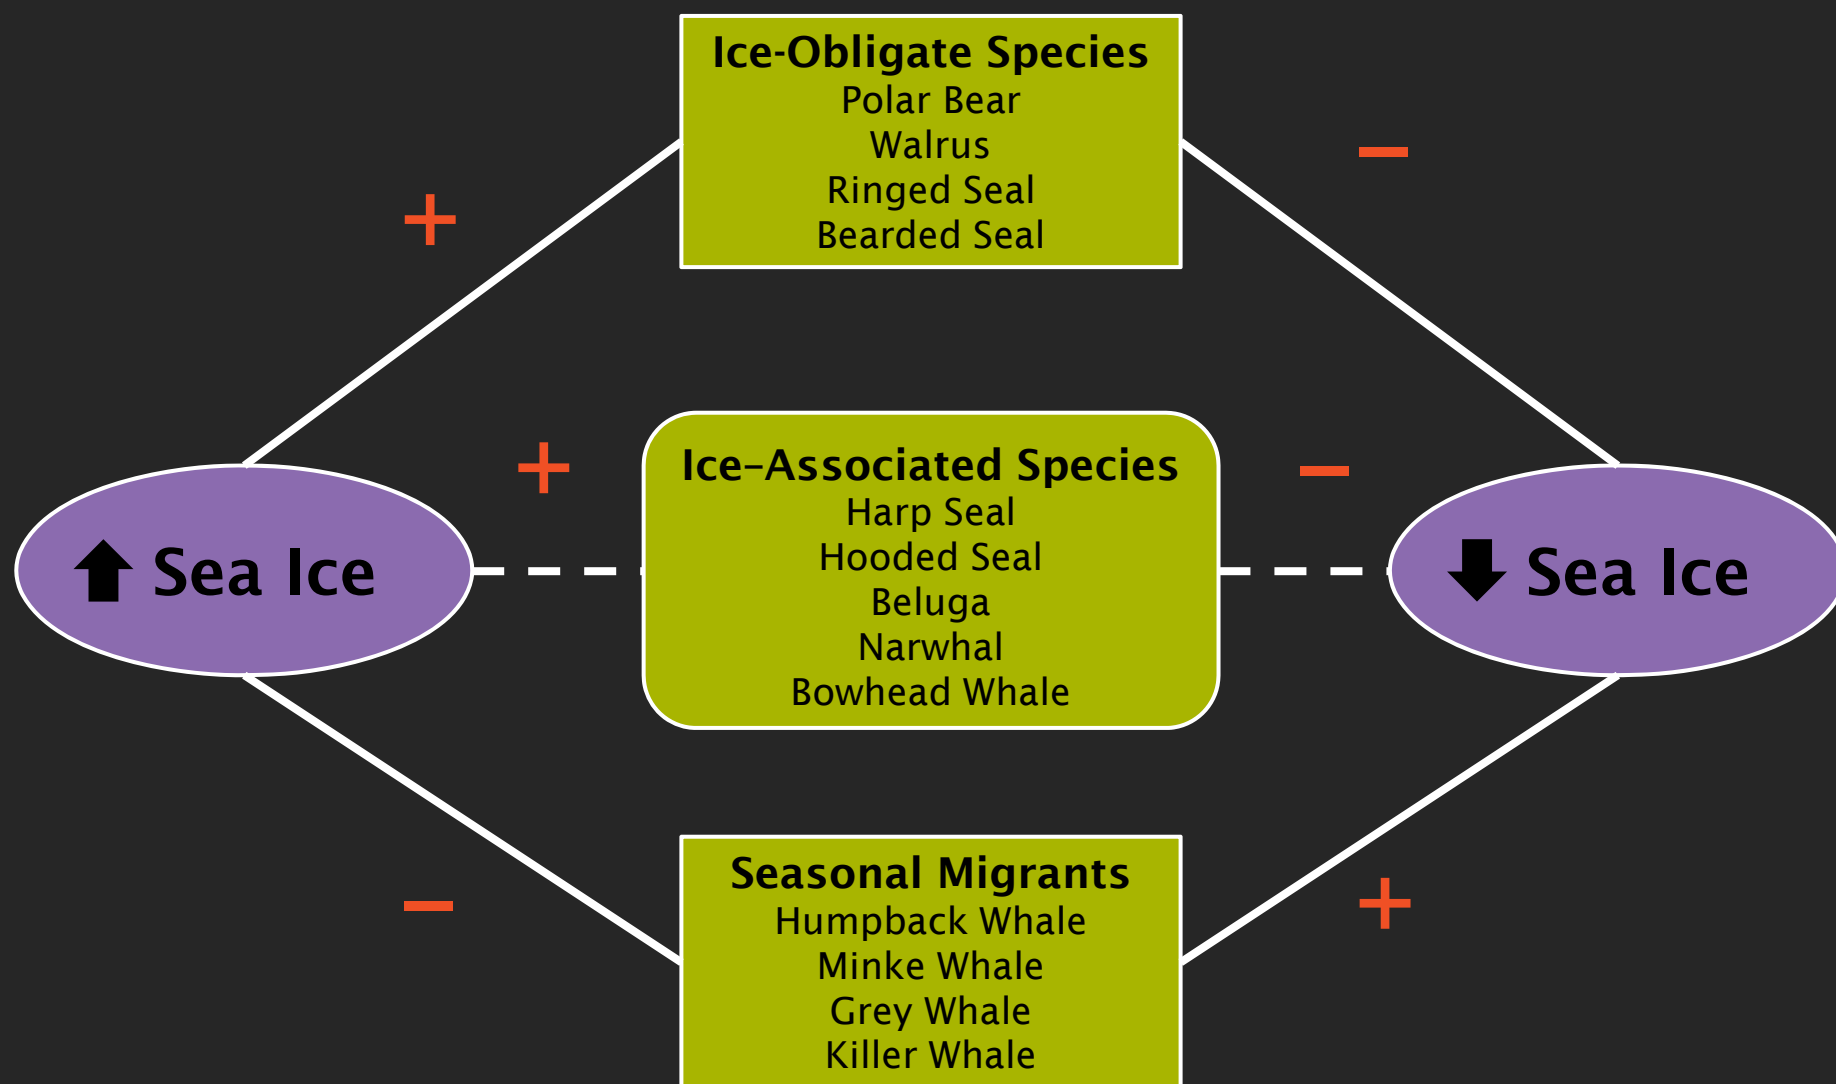 Ice-Obligate Species
Polar Bear
Walrus
Ringed Seal
Bearded Seal
+
−
+
−
Ice–Associated Species
Harp Seal
Hooded Seal
Beluga
Narwhal
Bowhead Whale
⬆ Sea Ice
⬇ Sea Ice
−
+
Seasonal Migrants
Humpback Whale
Minke Whale
Grey Whale
Killer Whale